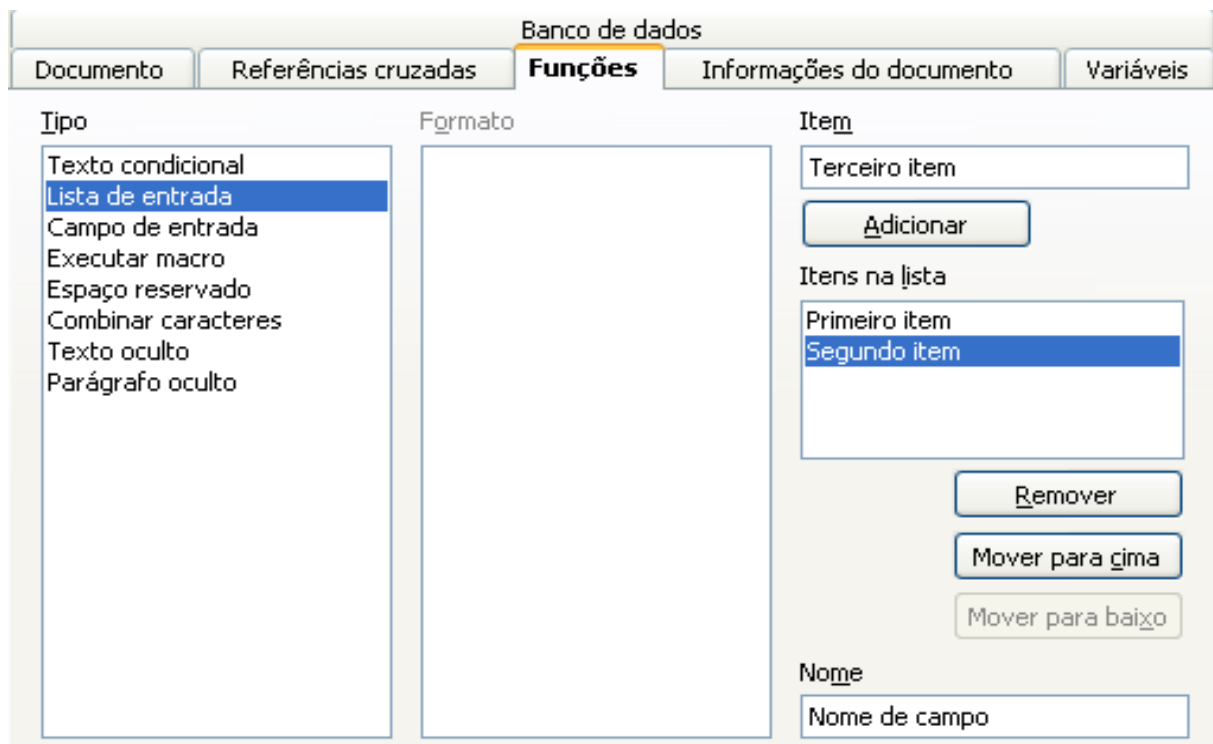 Banco de dados
Documento Referências cruzadas Funções Informações do documento Variáveis
Tipo
Texto condicional
Lista de entrada
Campo de entrada
Executar macro
Espaço reservado
Combinar caracteres
Texto oculto
Parágrafo oculto
Formato
Item
Terceiro item
Adicionar
Itens na lista
Primeiro item
Segundo item
Remover
Mover para cima
Mover para baixo
Nome
Nome de campo